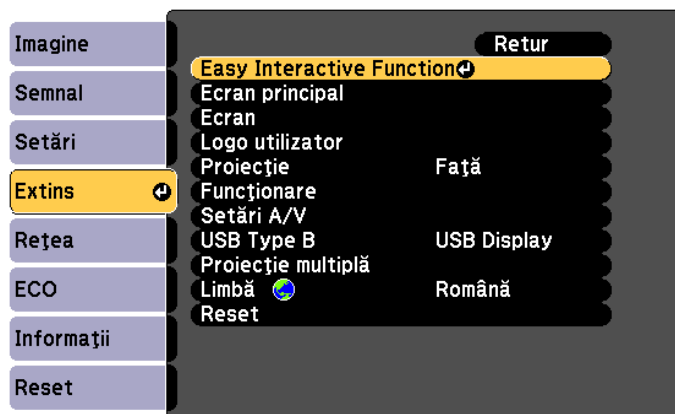 Imagine
Semnal
Setări
Extins
Reţea
ECO
Informaţii
Reset
Retur
Easy Interactive Function
Ecran principal
Ecran
Logo utilizator
Proiecţie Faţă
Funcţionare
Setări A/V
USB Type B USB Display
Proiecţie multiplă
Limbă Română
Reset